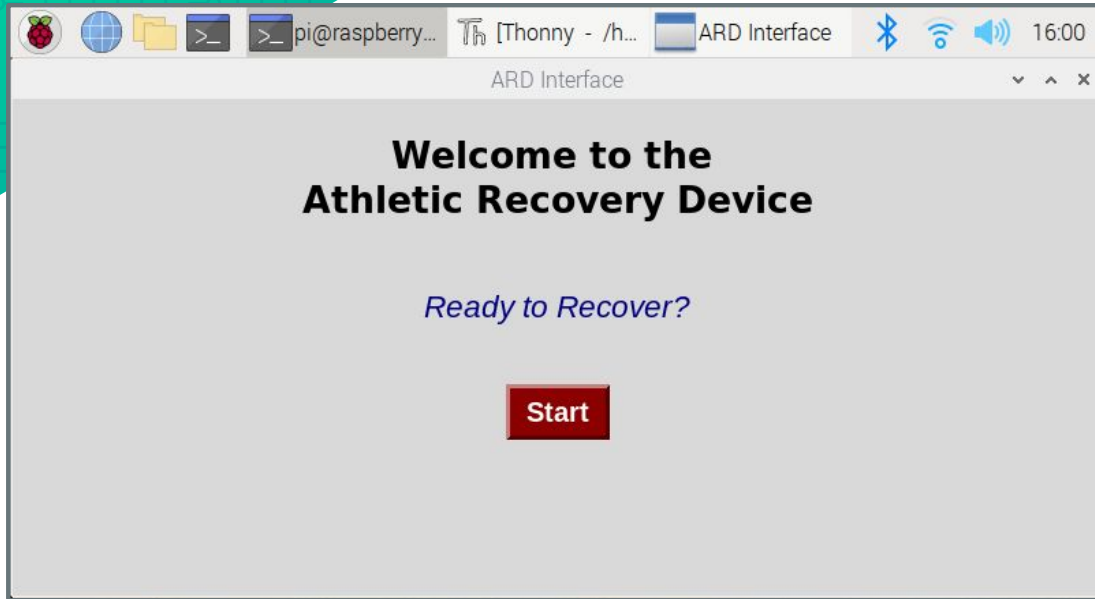 >_ >_ pi@raspberry... Th [Thonny - /h... ARD Interface 16:00
ARD Interface
Welcome to the
Athletic Recovery Device
Ready to Recover?
Start